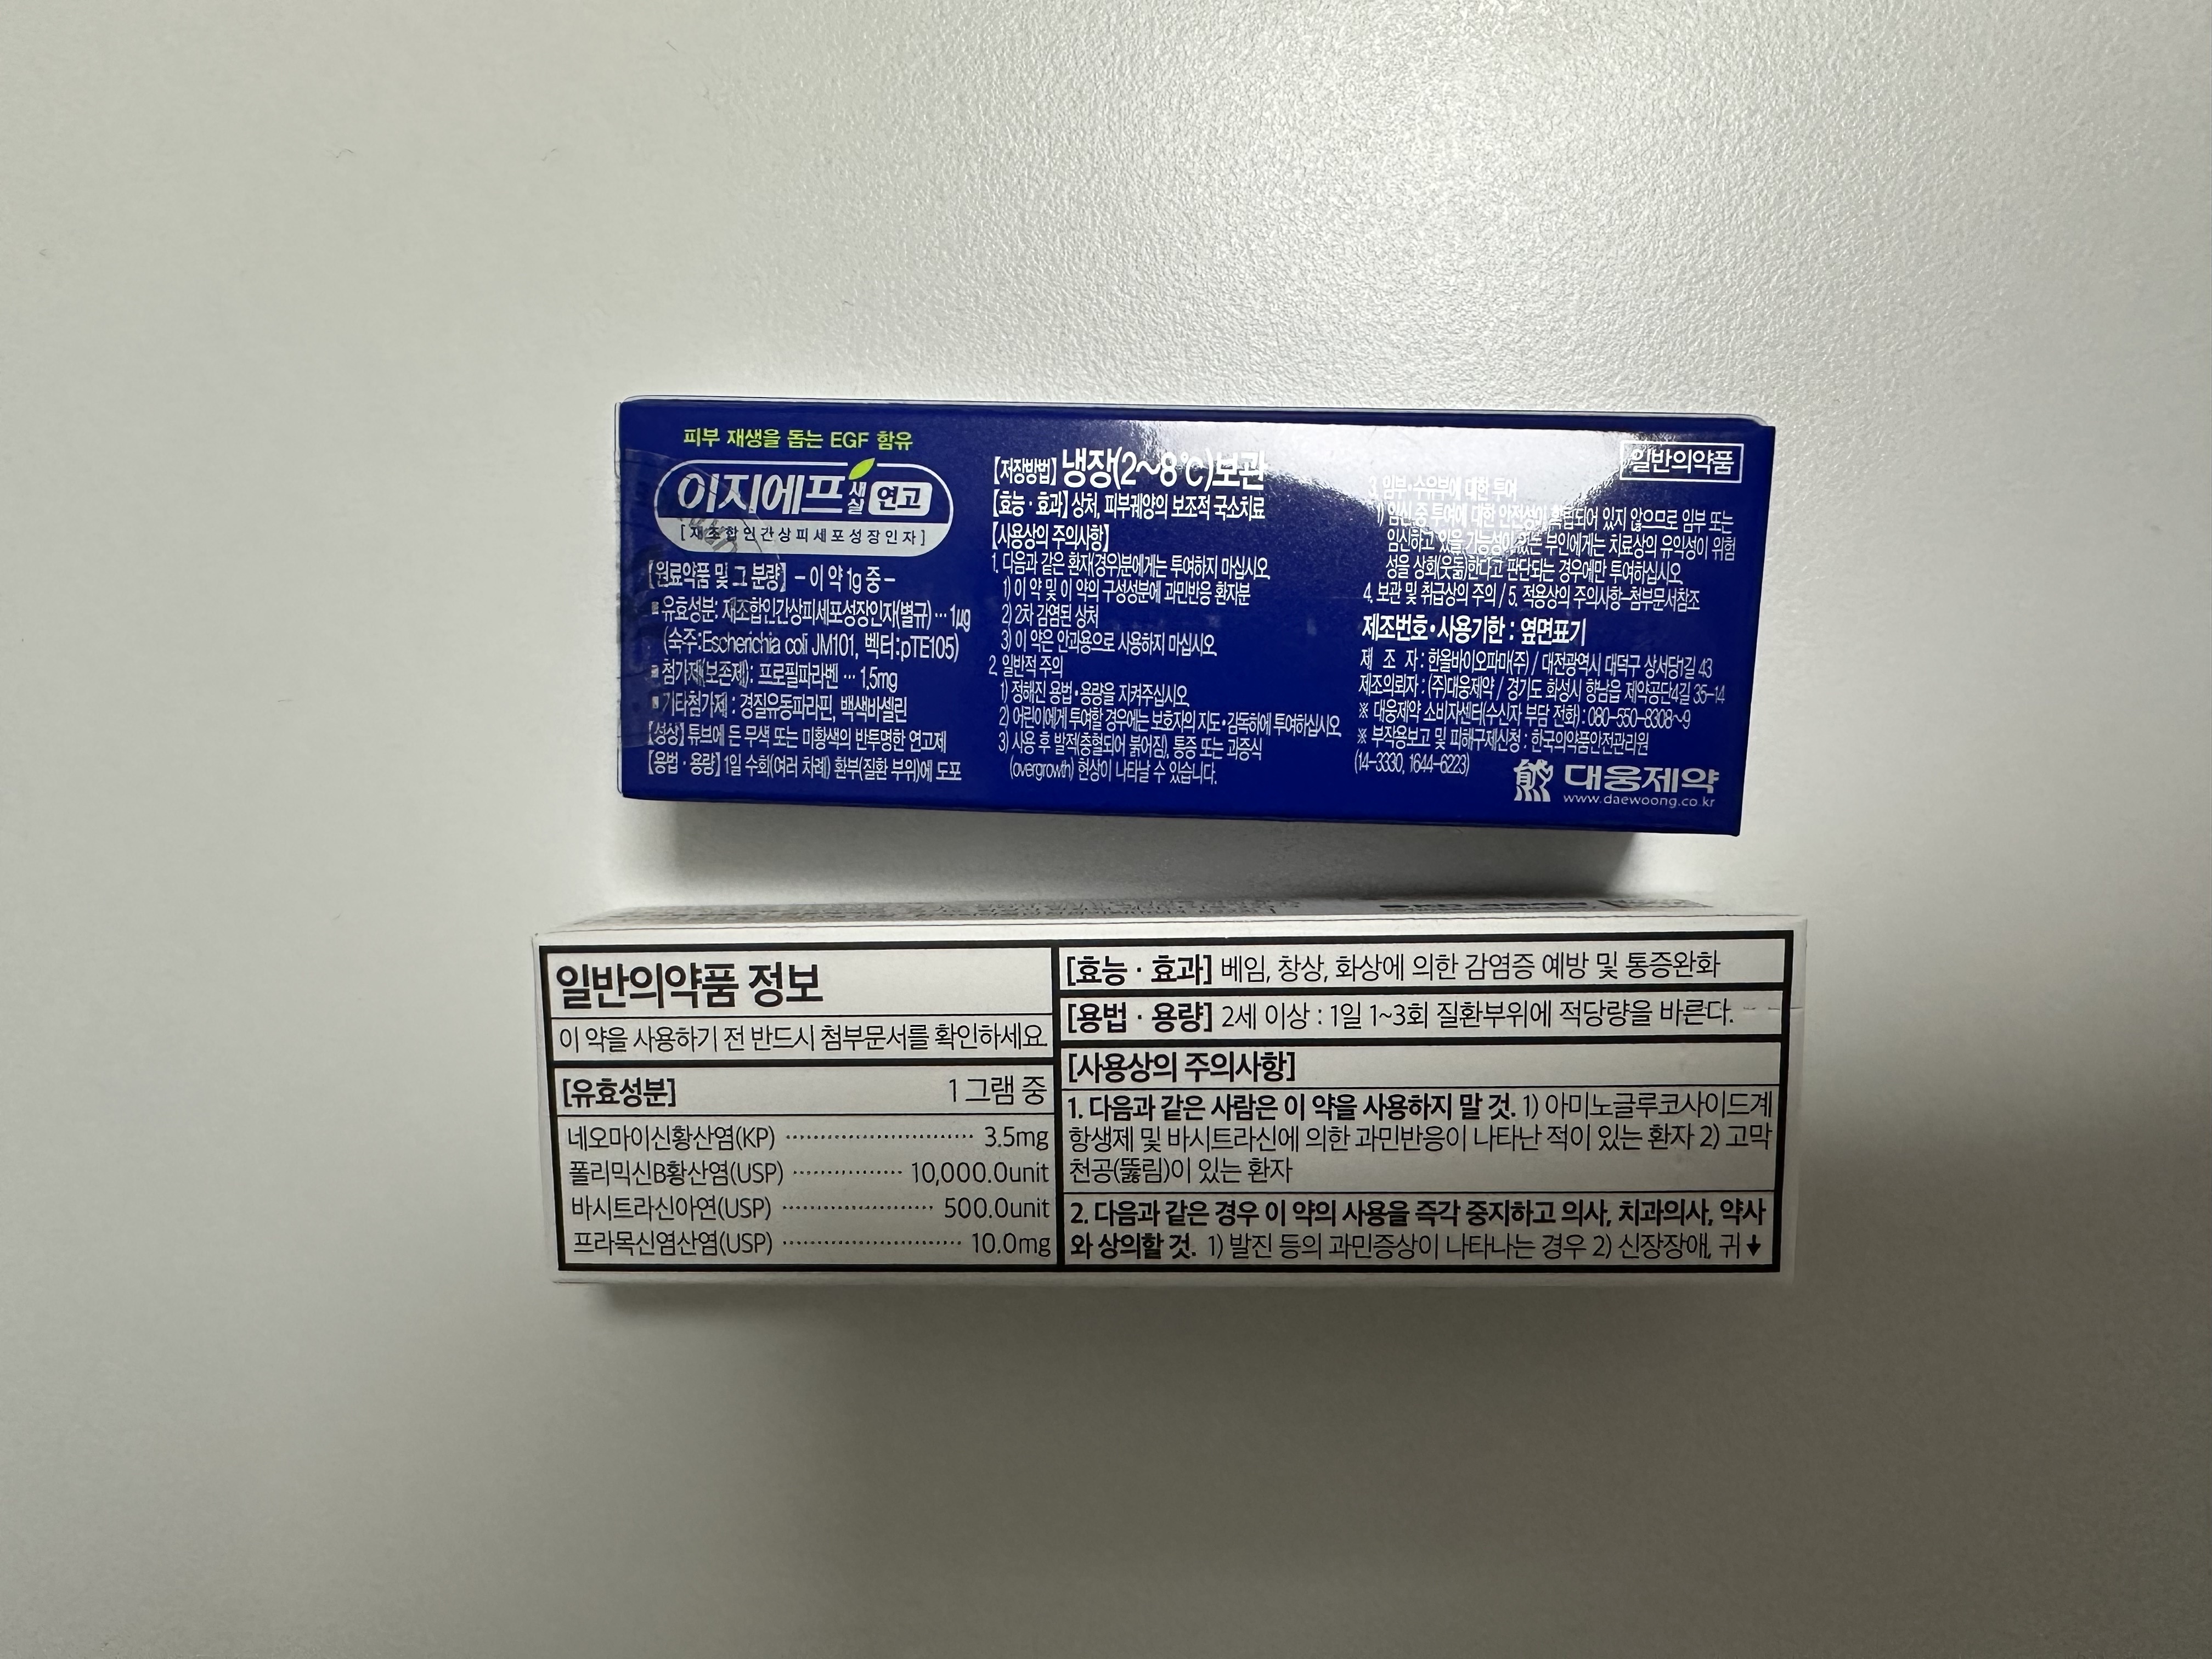 피부 재생을 돕는 EGF 함유
이지에프 새살 연고
[재조합인간상피세포성장인자]
【원료약품 및 그 분량】 – 이 약 1g 중 –
■ 유효성분: 재조합인간상피세포성장인자(별규) ··· 1μg
(숙주:Escherichia coli JM101, 벡터:pTE105)
■ 첨가제(보존제): 프로필파라벤 ··· 1.5mg
■ 기타첨가제 : 경질유동파라핀, 백색바셀린
【성상】 튜브에 든 무색 또는 미황색의 반투명한 연고제
【용법 · 용량】 1일 수회(여러 차례) 환부(질환 부위)에 도포
【저장방법】 냉장(2~8℃)보관
【효능 · 효과】 상처, 피부궤양의 보조적 국소치료
【사용상의 주의사항】
1. 다음과 같은 환자(경우)분에게는 투여하지 마십시오.
1) 이 약 및 이 약의 구성성분에 과민반응 환자분
2) 2차 감염된 상처
3) 이 약은 안과용으로 사용하지 마십시오.
2. 일반적 주의
1) 정해진 용법•용량을 지켜주십시오.
2) 어린이에게 투여할 경우에는 보호자의 지도•감독하에 투여하십시오.
3) 사용 후 발적(충혈되어 붉어짐), 통증 또는 과증식
(overgrowth) 현상이 나타날 수 있습니다.
일반의약품
3. 임부•수유부에 대한 투여
1) 임신 중 투여에 대한 안전성이 확립되어 있지 않으므로 임부 또는
임신하고 있을 가능성이 있는 부인에게는 치료상의 유익성이 위험
성을 상회(웃돎)한다고 판단되는 경우에만 투여하십시오.
4. 보관 및 취급상의 주의 / 5. 적용상의 주의사항–첨부문서참조
제조번호•사용기한 : 옆면표기
제 조 자 : 한올바이오파마(주) / 대전광역시 대덕구 상서당1길 43
제조의뢰자 : (주)대웅제약 / 경기도 화성시 향남읍 제약공단4길 35–14
※ 대웅제약 소비자센터(수신자 부담 전화) : 080–550–8308~9
※ 부작용보고 및 피해구제신청 : 한국의약품안전관리원
(14–3330, 1644–6223)
대웅제약
www.daewoong.co.kr
일반의약품 정보
이 약을 사용하기 전 반드시 첨부문서를 확인하세요.
[유효성분] 1 그램 중
네오마이신황산염(KP) ········ 3.5mg
폴리믹신B황산염(USP) ········ 10,000.0unit
바시트라신아연(USP) ········ 500.0unit
프라목신염산염(USP) ········ 10.0mg
[효능 · 효과] 베임, 창상, 화상에 의한 감염증 예방 및 통증완화
[용법 · 용량] 2세 이상 : 1일 1~3회 질환부위에 적당량을 바른다.
[사용상의 주의사항]
1. 다음과 같은 사람은 이 약을 사용하지 말 것. 1) 아미노글루코사이드계
항생제 및 바시트라신에 의한 과민반응이 나타난 적이 있는 환자 2) 고막
천공(뚫림)이 있는 환자
2. 다음과 같은 경우 이 약의 사용을 즉각 중지하고 의사, 치과의사, 약사
와 상의할 것. 1) 발진 등의 과민증상이 나타나는 경우 2) 신장장애, 귀↓